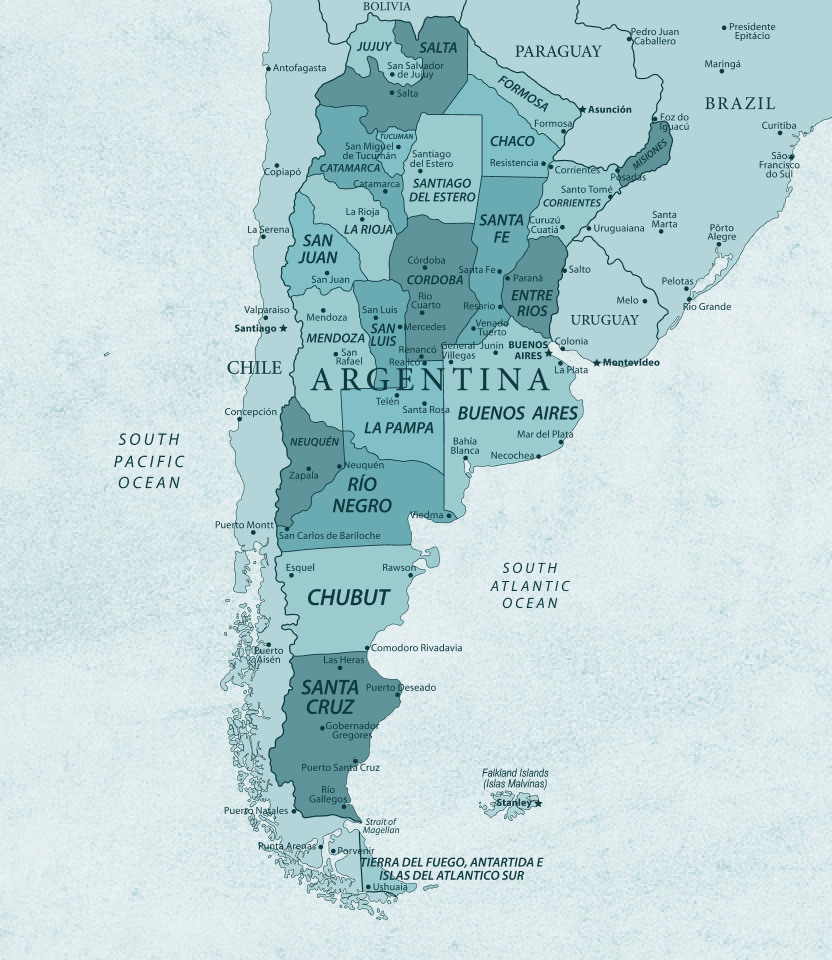 BOLIVIA
JUJUY
SALTA
San Salvador
de Jujuy
Salta
PARAGUAY
Pedro Juan
Caballero
Presidente
Epitácio
Maringá
BRAZIL
Antofagasta
FORMOSA
Asunción
Formosa
Foz do
Iguacú
Curitiba
TUCUMAN
San Miguel
de Tucumán
CATAMARCA
Catamarca
Santiago
del Estero
SANTIAGO
DEL ESTERO
CHACO
Resistencia
Corrientes
MISIONES
Posadas
São
Francisco
do Sul
Copiapó
Santo Tomé
CORRIENTES
La Rioja
LA RIOJA
SANTA
FE
Curuzú
Cuatiá
Uruguaiana
Santa
Marta
Pôrto
Alegre
La Serena
SAN
JUAN
San Juan
Córdoba
CORDOBA
Santa Fe
Paraná
Salto
ENTRE
RIOS
Pelotas
Melo
Rio Grande
Valparaiso
Santiago
Mendoza
MENDOZA
San Luis
SAN
LUIS
Rio
Cuarto
Mercedes
Resario
Venado
Tuerto
URUGUAY
San
Rafael
Renancó
Realicó
General
Villegas
Junín
BUENOS
AIRES
Colonia
La Plata
Montevideo
CHILE
ARGENTINA
Telén
Santa Rosa
BUENOS AIRES
Concepción
LA PAMPA
Mar del Plata
SOUTH
PACIFIC
OCEAN
NEUQUÉN
Bahía
Blanca
Necochea
Zapala
Neuquén
RÍO
NEGRO
Viedma
Puerto Montt
San Carlos de Bariloche
Esquel
Rawson
SOUTH
ATLANTIC
OCEAN
CHUBUT
Puerto
Aisén
Comodoro Rivadavia
Las Heras
SANTA
CRUZ
Puerto Deseado
Gobernador
Gregores
Puerto Santa Cruz
Falkland Islands
(Islas Malvinas)
Stanley
Río
Gallegos
Puerto Natales
Strait of
Magellan
Punta Arenas
Porvenir
TIERRA DEL FUEGO, ANTARTIDA E
ISLAS DEL ATLANTICO SUR
Ushuaia